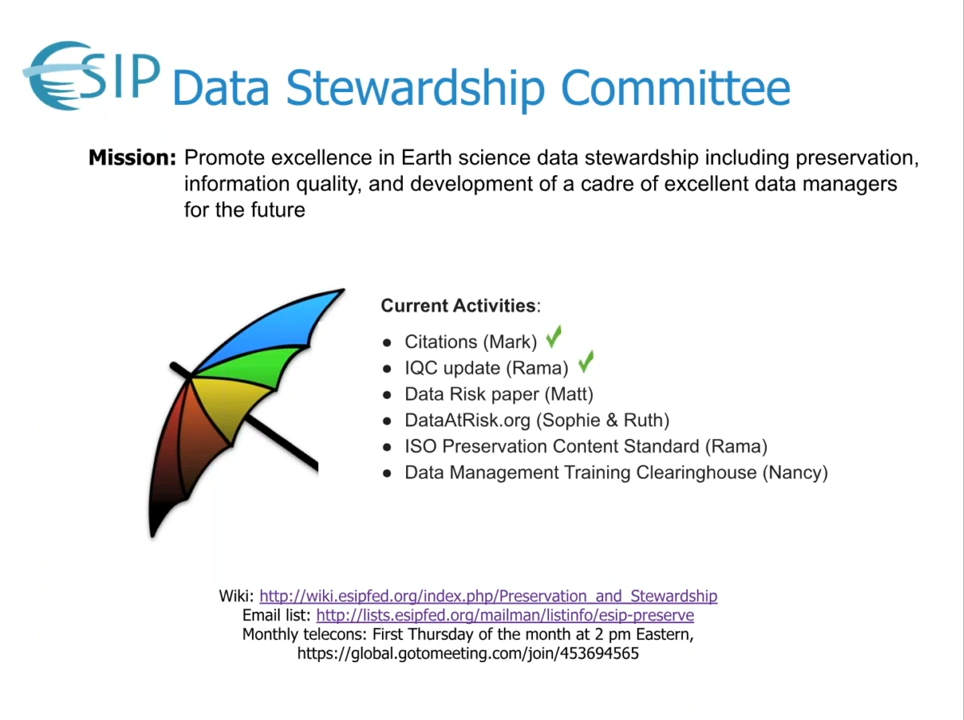 ESIP Data Stewardship Committee
Mission: Promote excellence in Earth science data stewardship including preservation,
information quality, and development of a cadre of excellent data managers
for the future
Current Activities:
● Citations (Mark)
● IQC update (Rama)
● Data Risk paper (Matt)
● DataAtRisk.org (Sophie & Ruth)
● ISO Preservation Content Standard (Rama)
● Data Management Training Clearinghouse (Nancy)
Wiki: http://wiki.esipfed.org/index.php/Preservation_and_Stewardship
Email list: http://lists.esipfed.org/mailman/listinfo/esip-preserve
Monthly telecons: First Thursday of the month at 2 pm Eastern,
https://global.gotomeeting.com/join/453694565